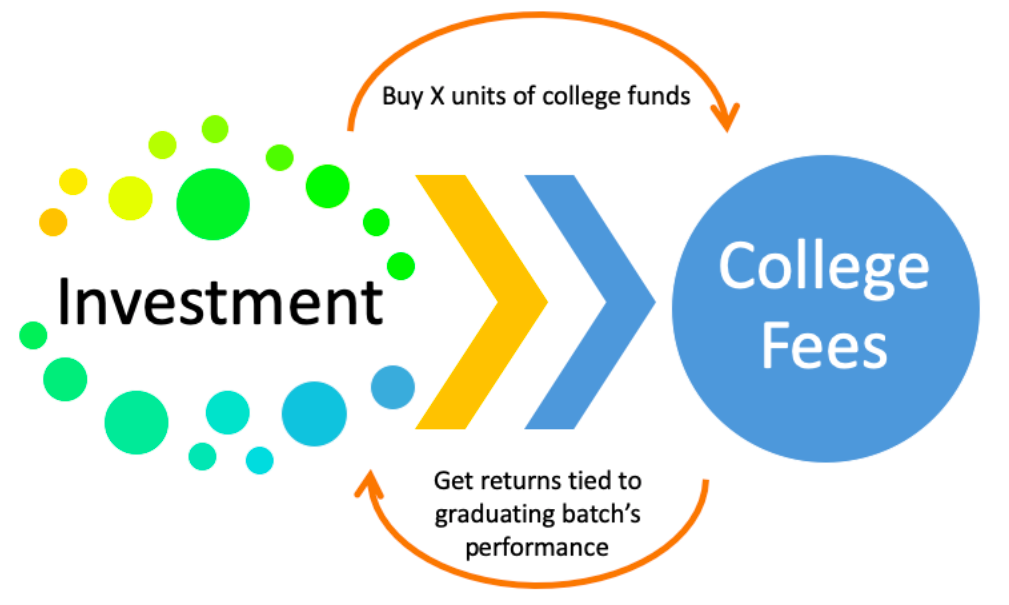 Buy X units of college funds
Investment
College
Fees
Get returns tied to
graduating batch’s
performance